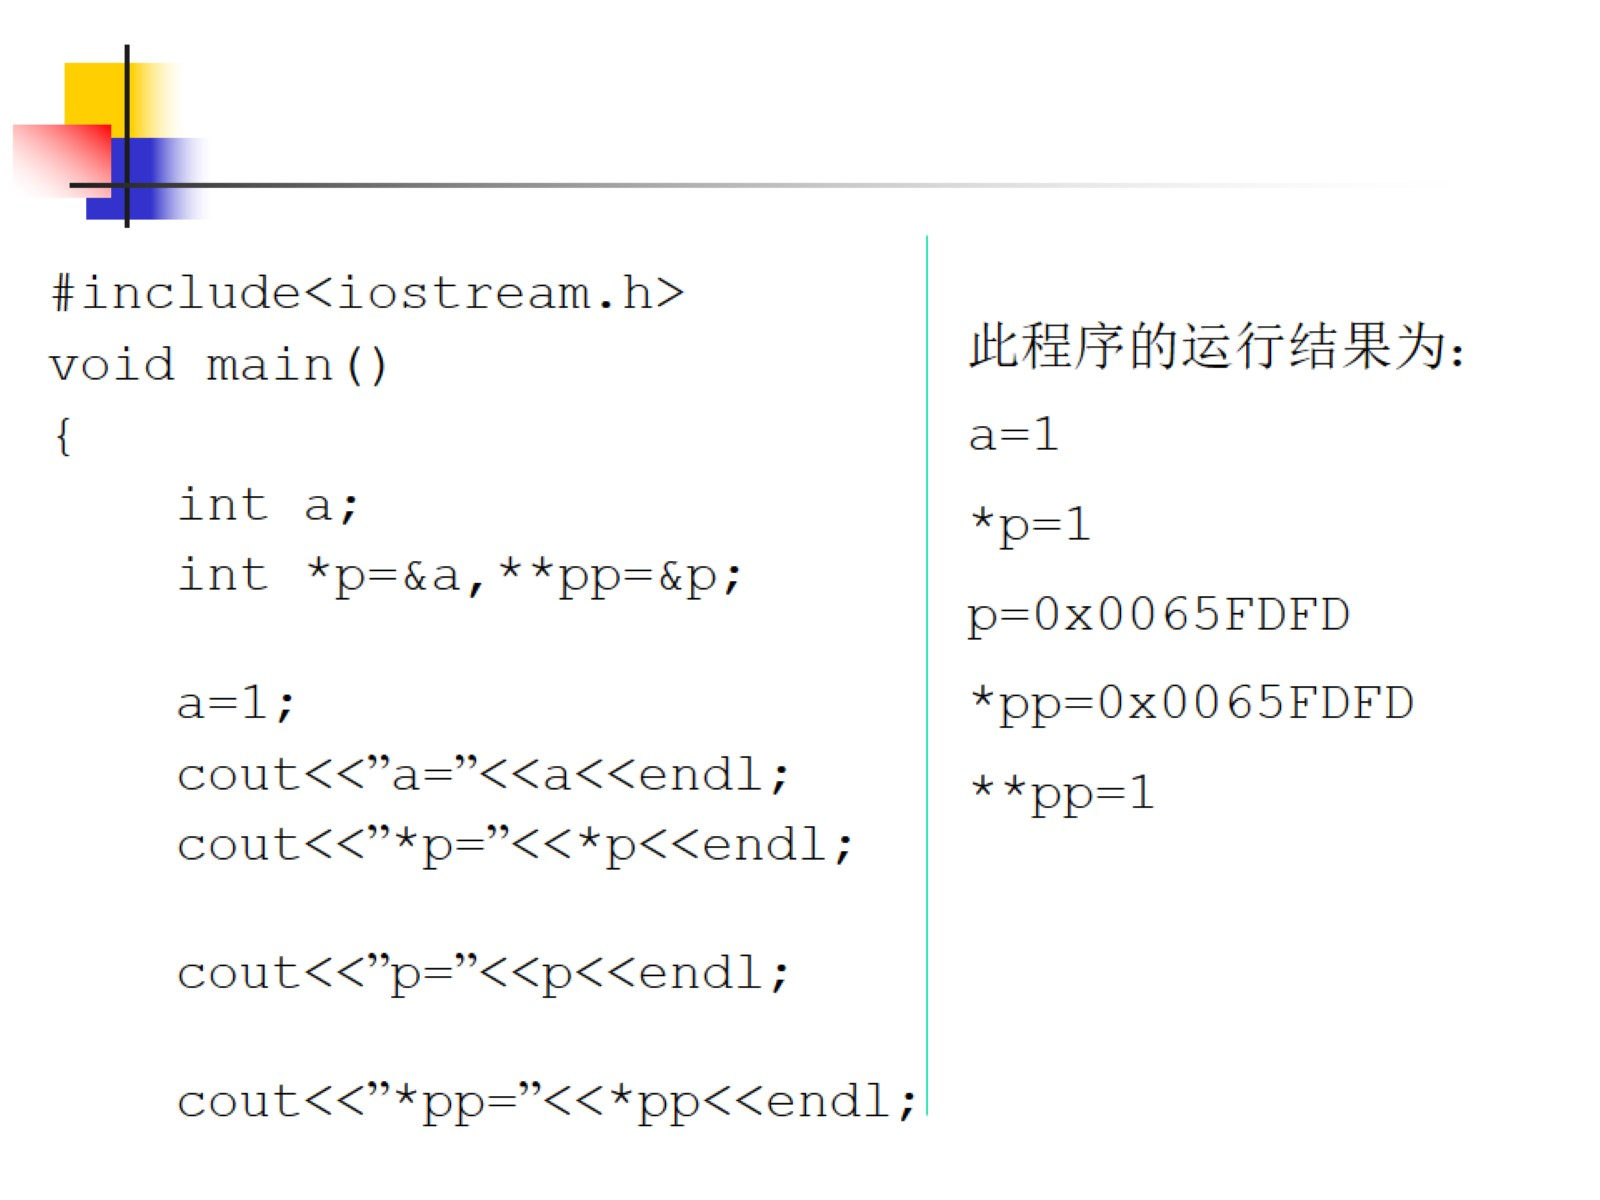 #include<iostream.h>
void main()
{
int a;
int *p=&a,**pp=&p;
a=1;
cout<<”a=”<<a<<endl;
cout<<”*p=”<<*p<<endl;
cout<<”p=”<<p<<endl;
cout<<”*pp=”<<*pp<<endl;
此程序的运行结果为：
a=1
*p=1
p=0x0065FDFD
*pp=0x0065FDFD
**pp=1